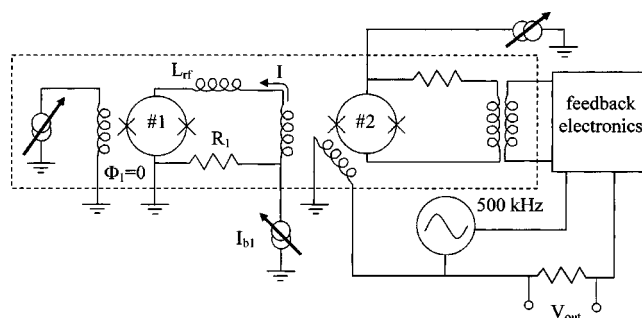 L_rf
I
#1
R_1
Φ_1=0
I_b1
#2
feedback
electronics
500 kHz
V_out